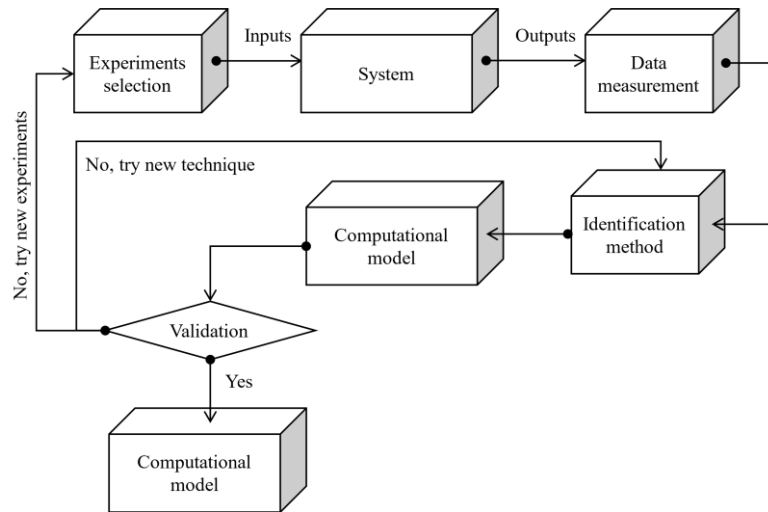 Inputs
Outputs
Experiments
selection
System
Data
measurement
No, try new experiments
No, try new technique
Computational
model
Identification
method
Validation
Yes
Computational
model